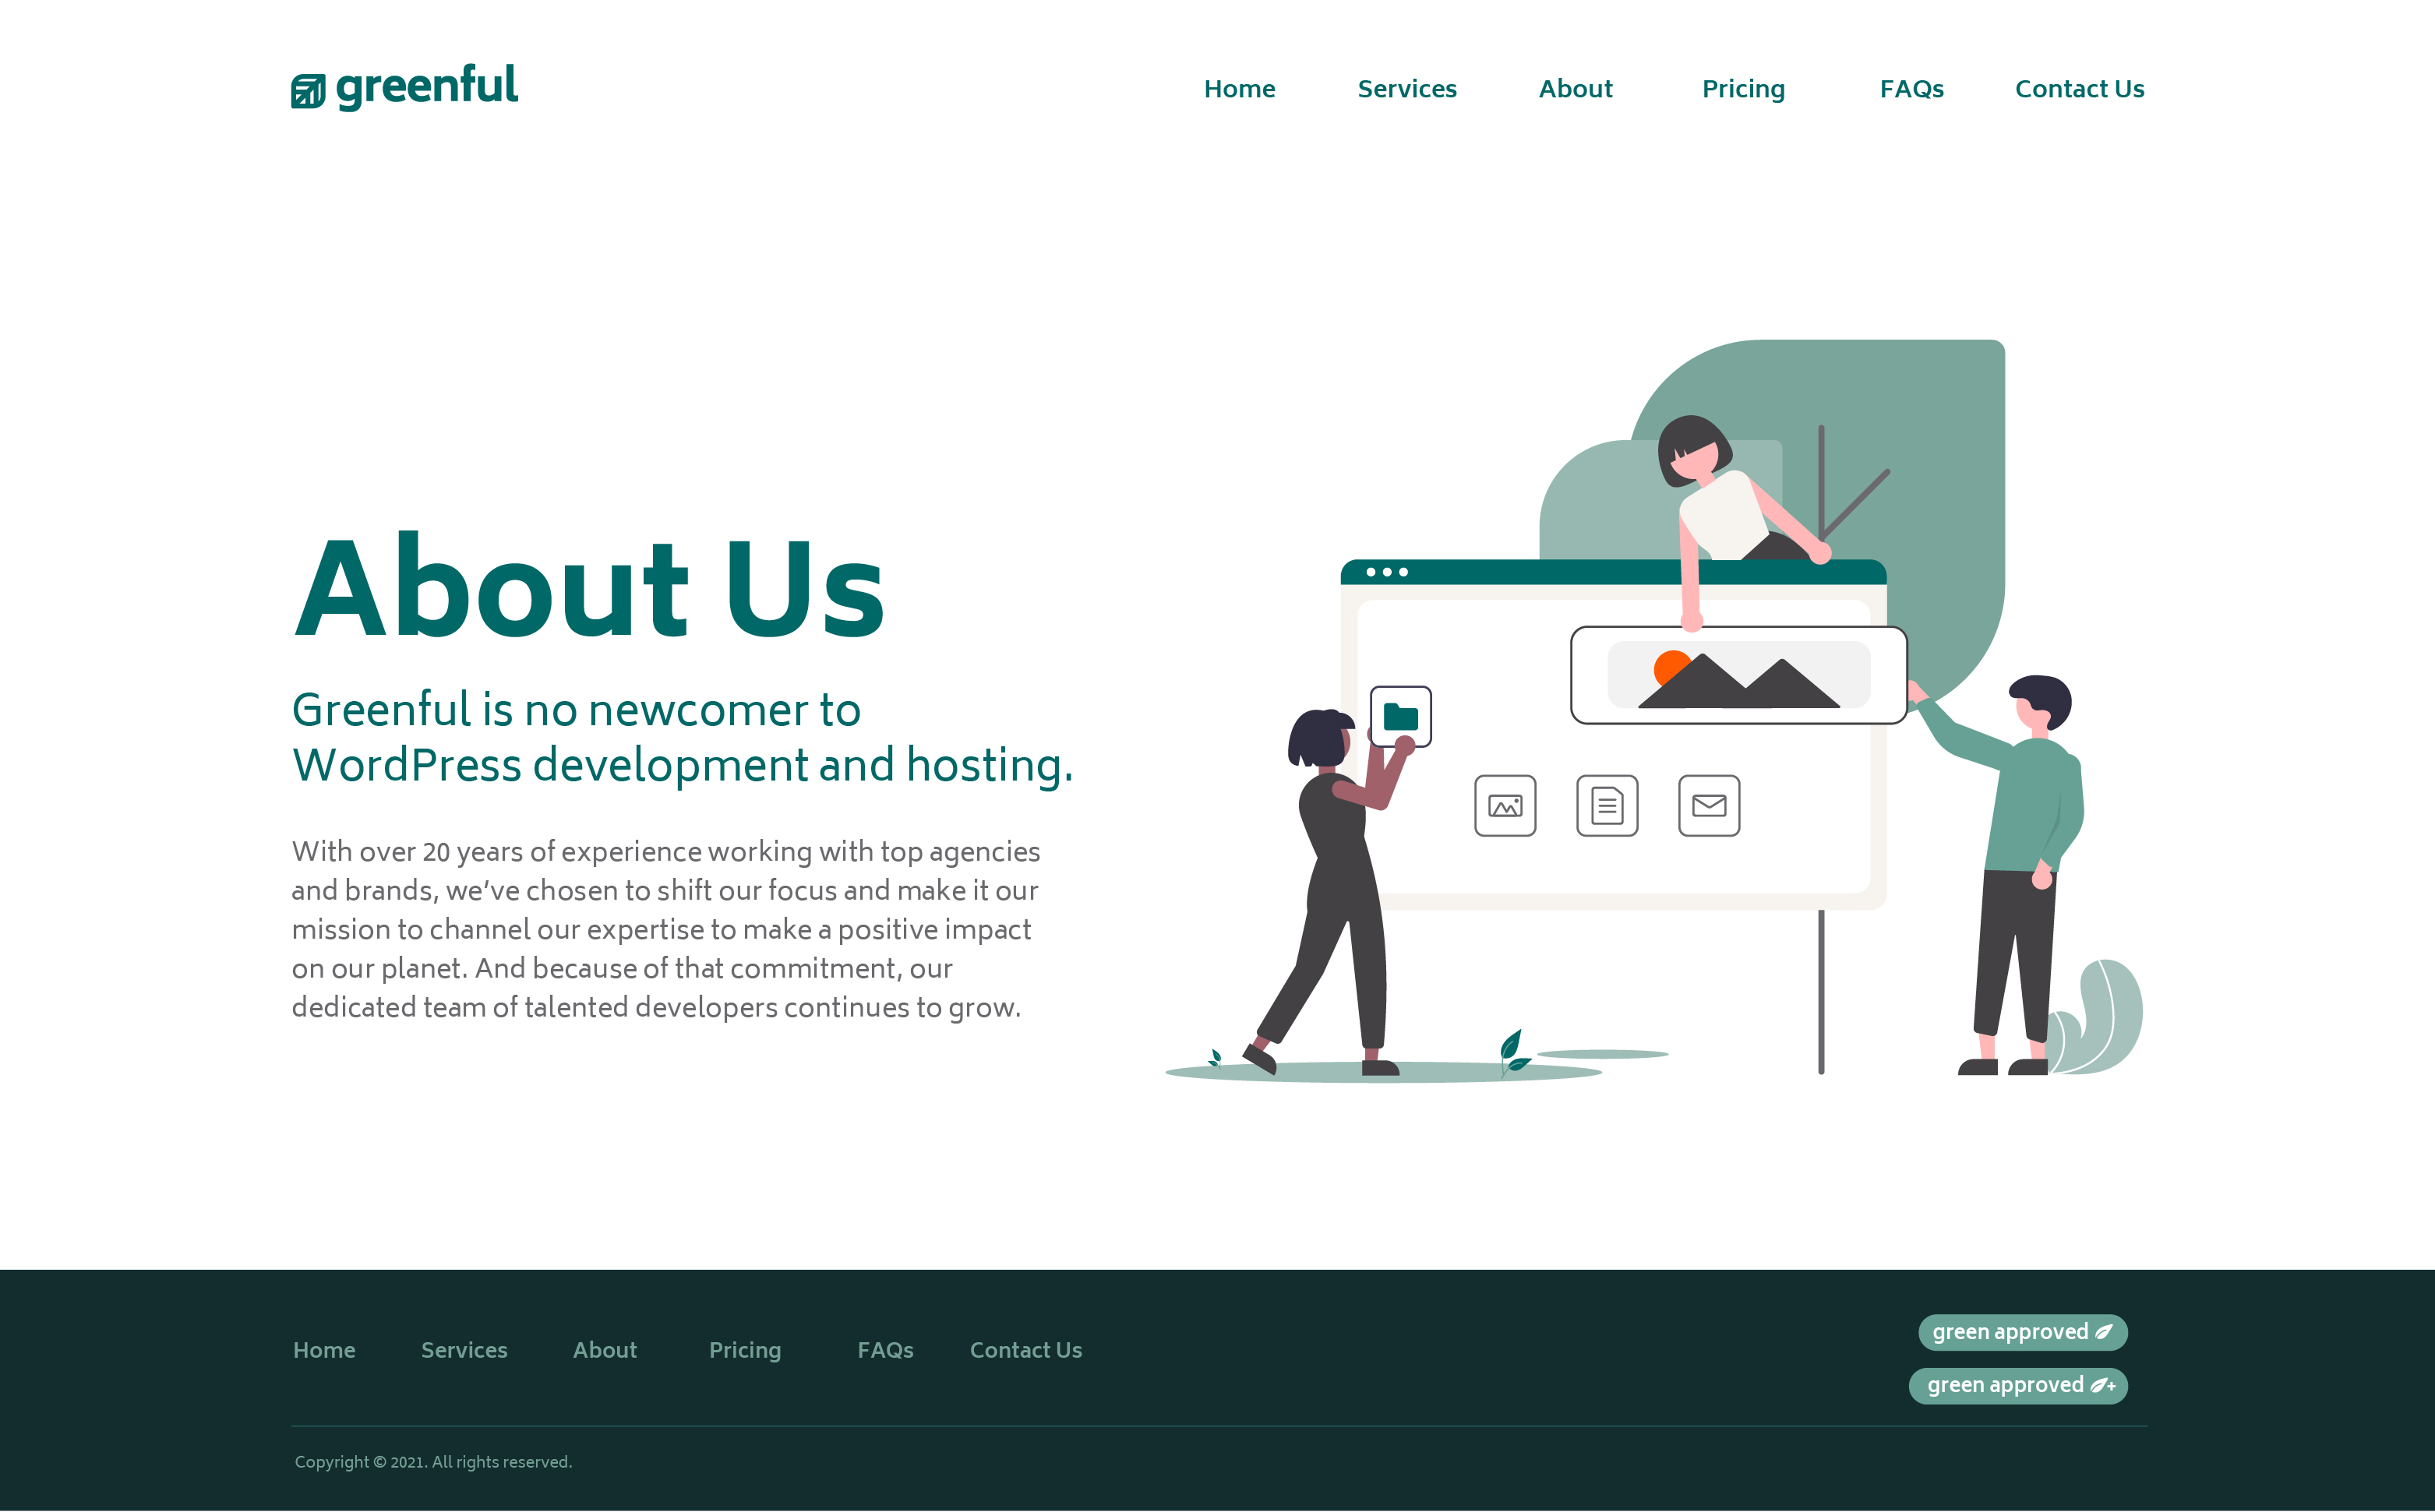 greenful
Home Services About Pricing FAQs Contact Us
About Us
Greenful is no newcomer to
WordPress development and hosting.
With over 20 years of experience working with top agencies
and brands, we’ve chosen to shift our focus and make it our
mission to channel our expertise to make a positive impact
on our planet. And because of that commitment, our
dedicated team of talented developers continues to grow.
Home Services About Pricing FAQs Contact Us
green approved
green approved +
Copyright © 2021. All rights reserved.